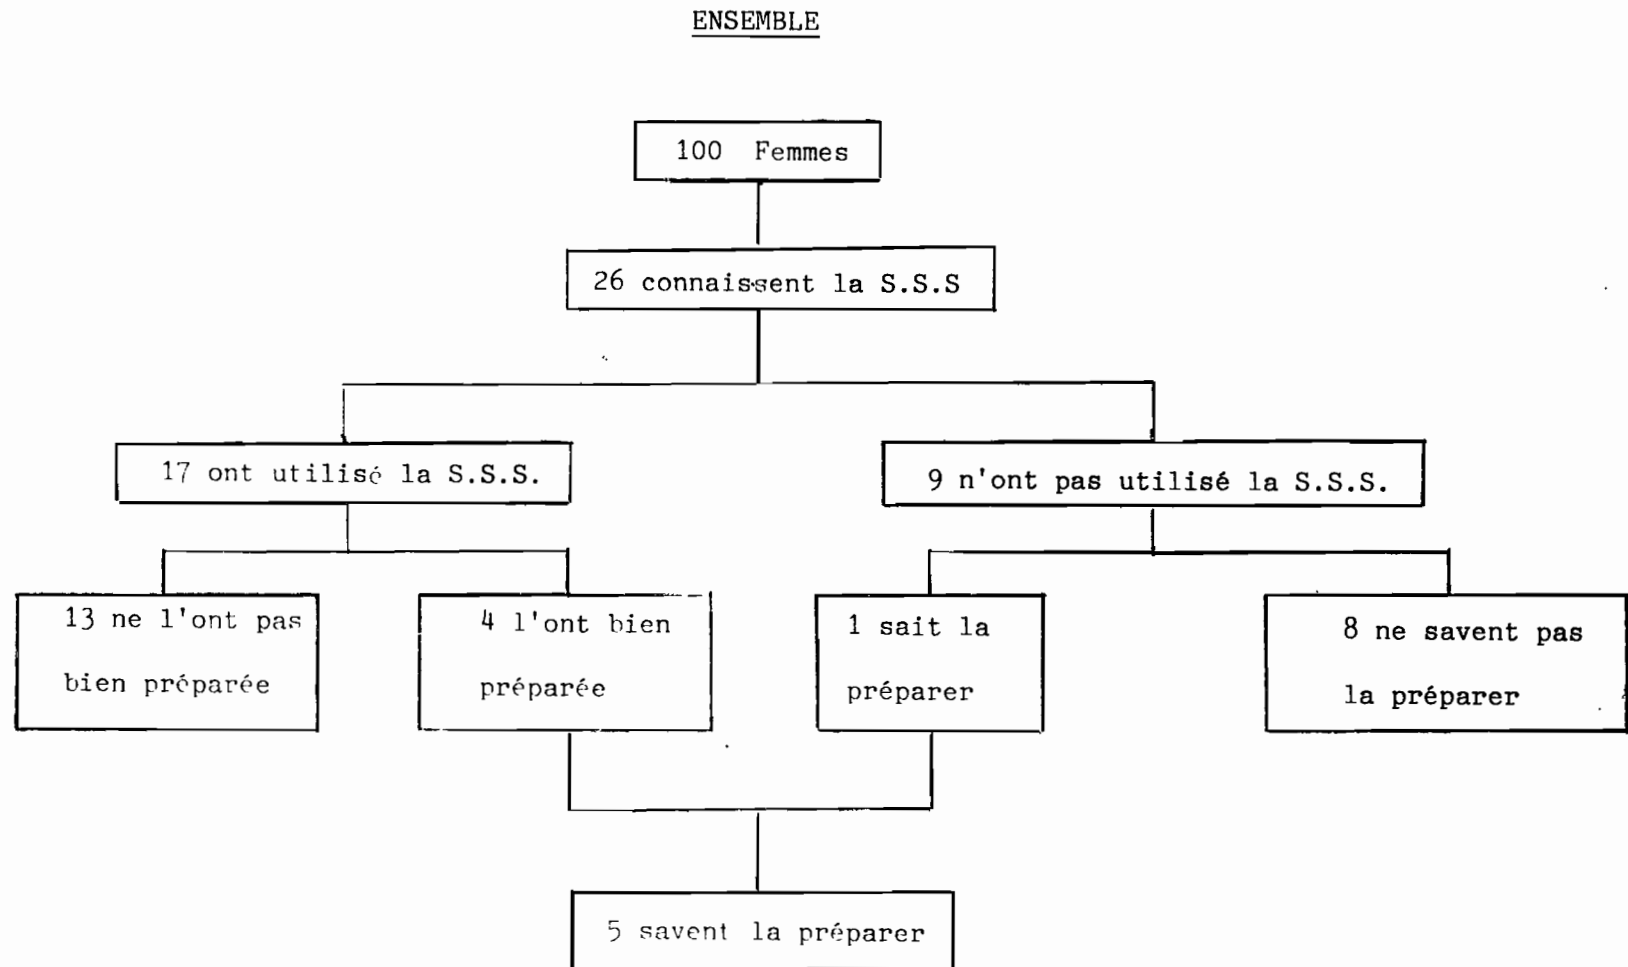 ENSEMBLE
100 Femmes
26 connaissent la S.S.S
17 ont utilisé la S.S.S.
9 n'ont pas utilisé la S.S.S.
13 ne l'ont pas
bien préparée
4 l'ont bien
préparée
1 sait la
préparer
8 ne savent pas
la préparer
5 savent la préparer